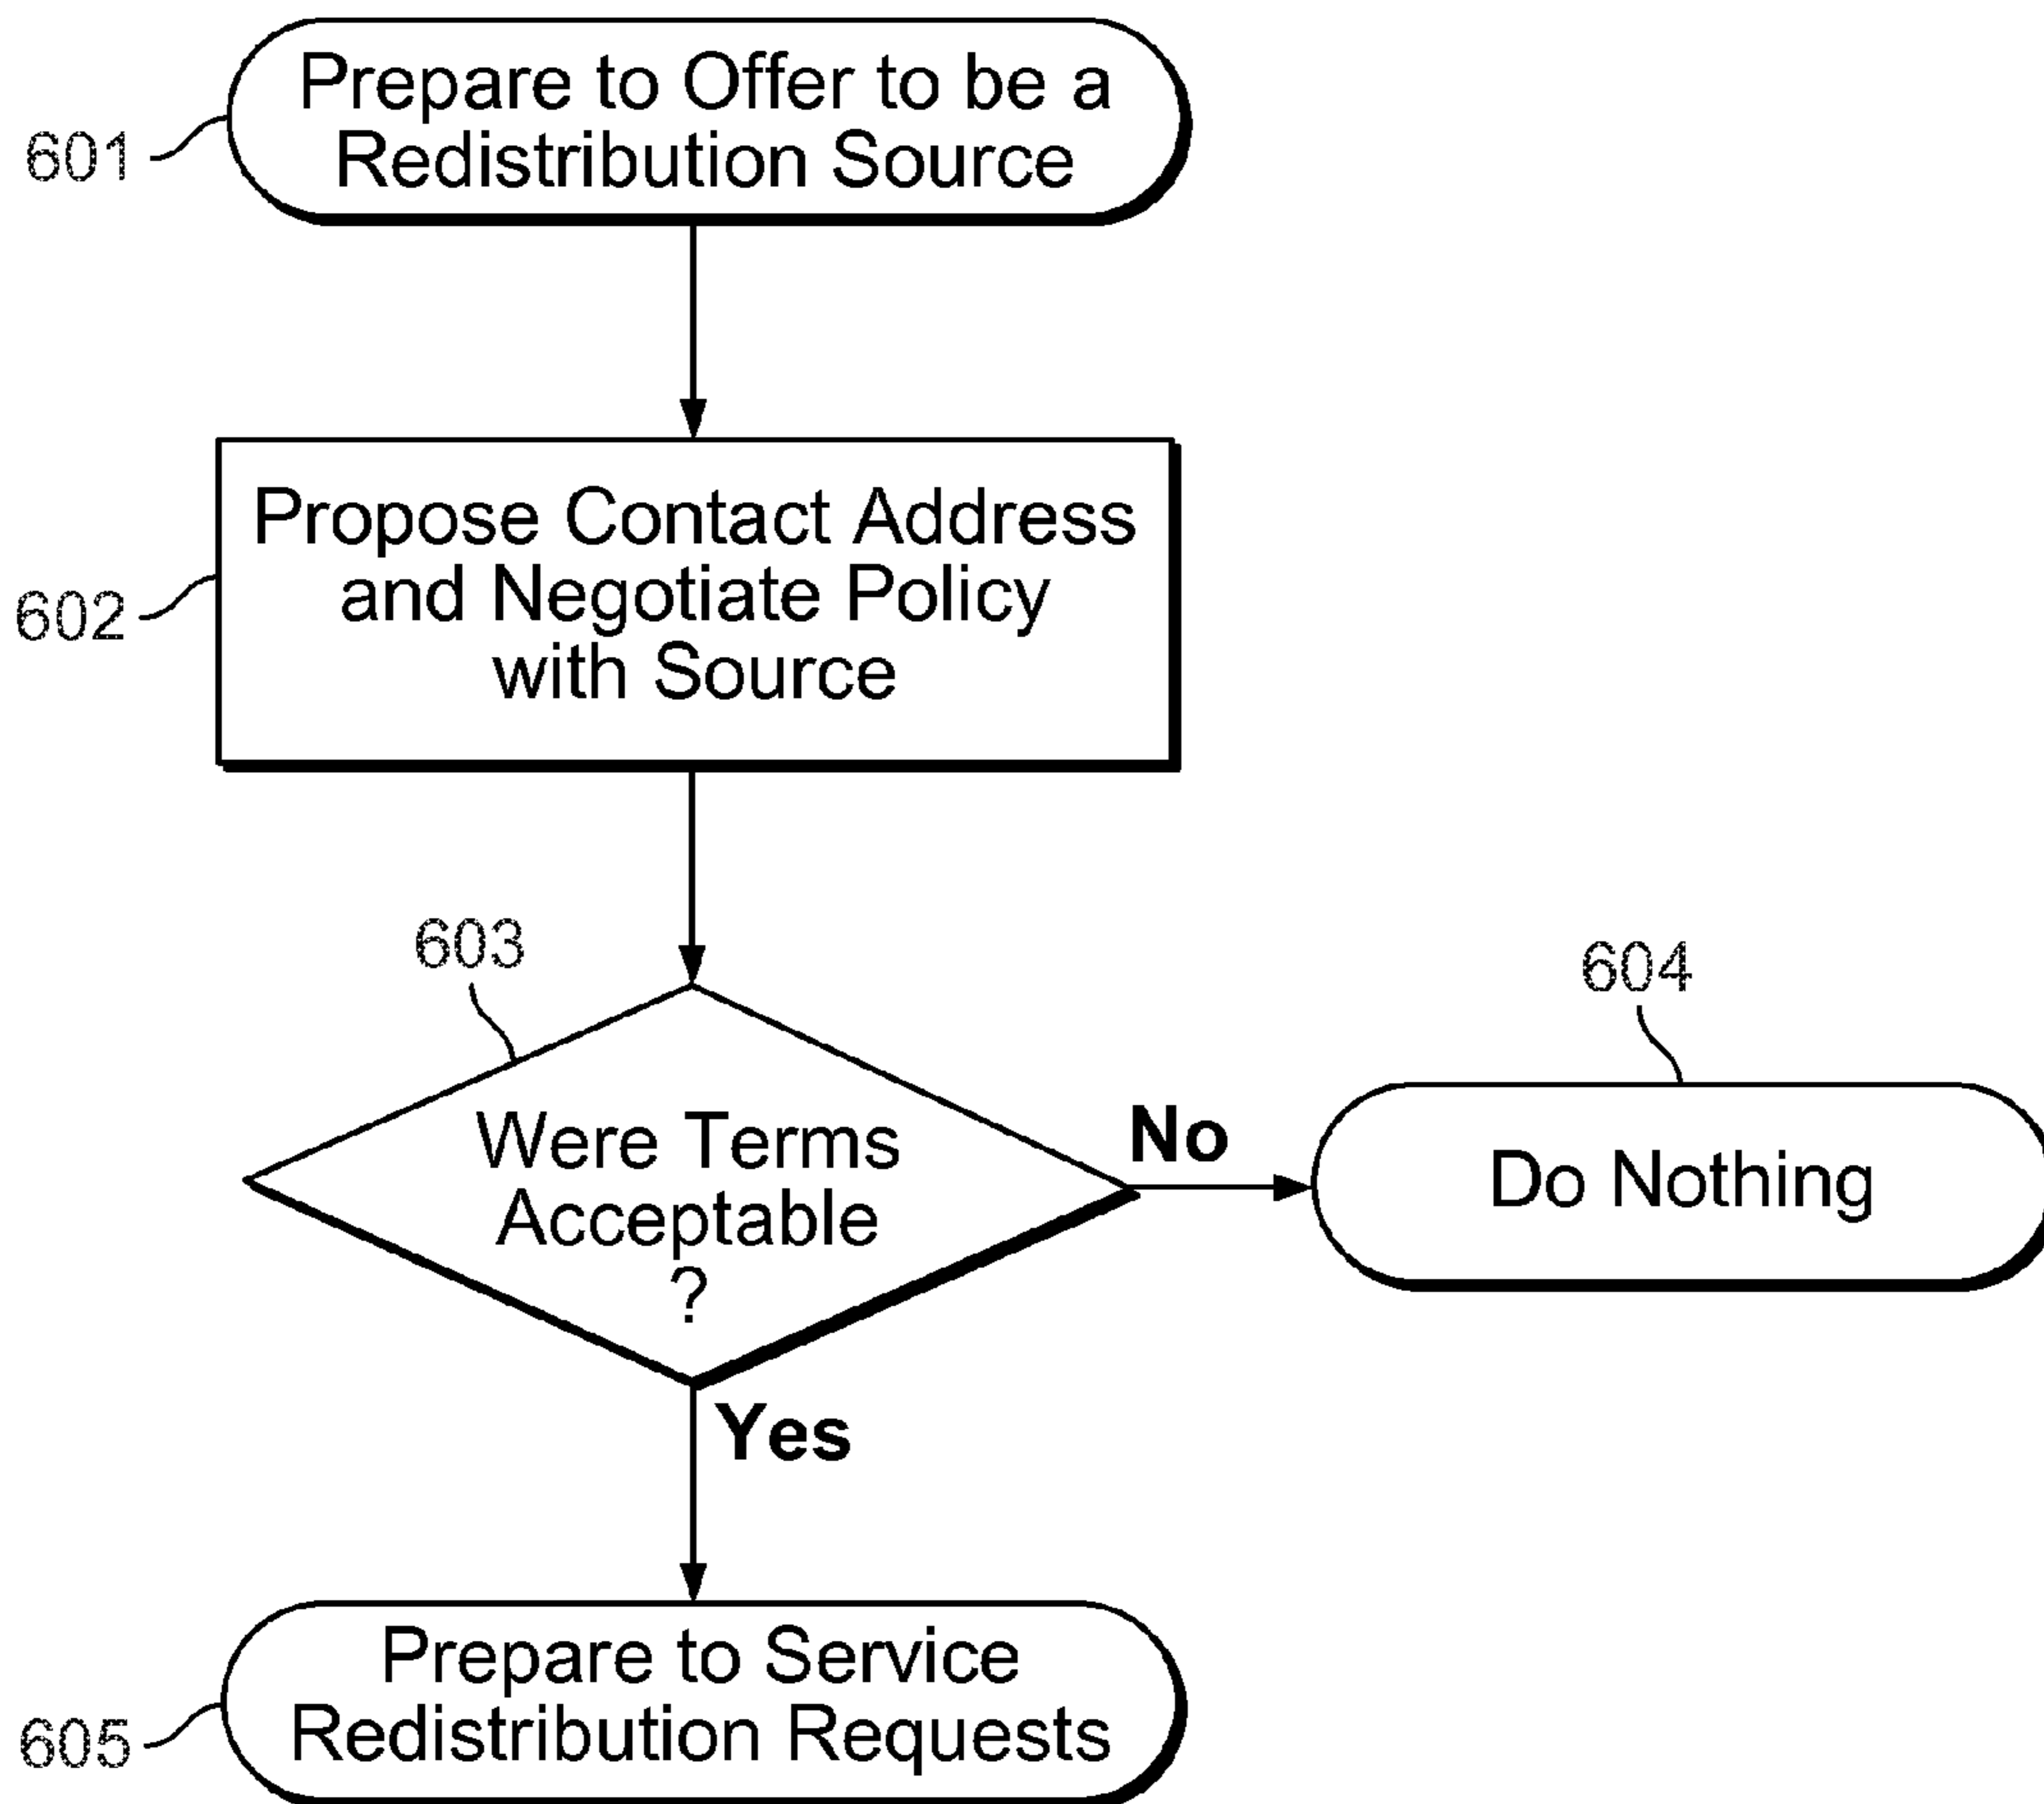 Prepare to Offer to be a
Redistribution Source
601
Propose Contact Address
and Negotiate Policy
with Source
602
603
Were Terms
Acceptable
?
No
604
Do Nothing
Yes
Prepare to Service
Redistribution Requests
605